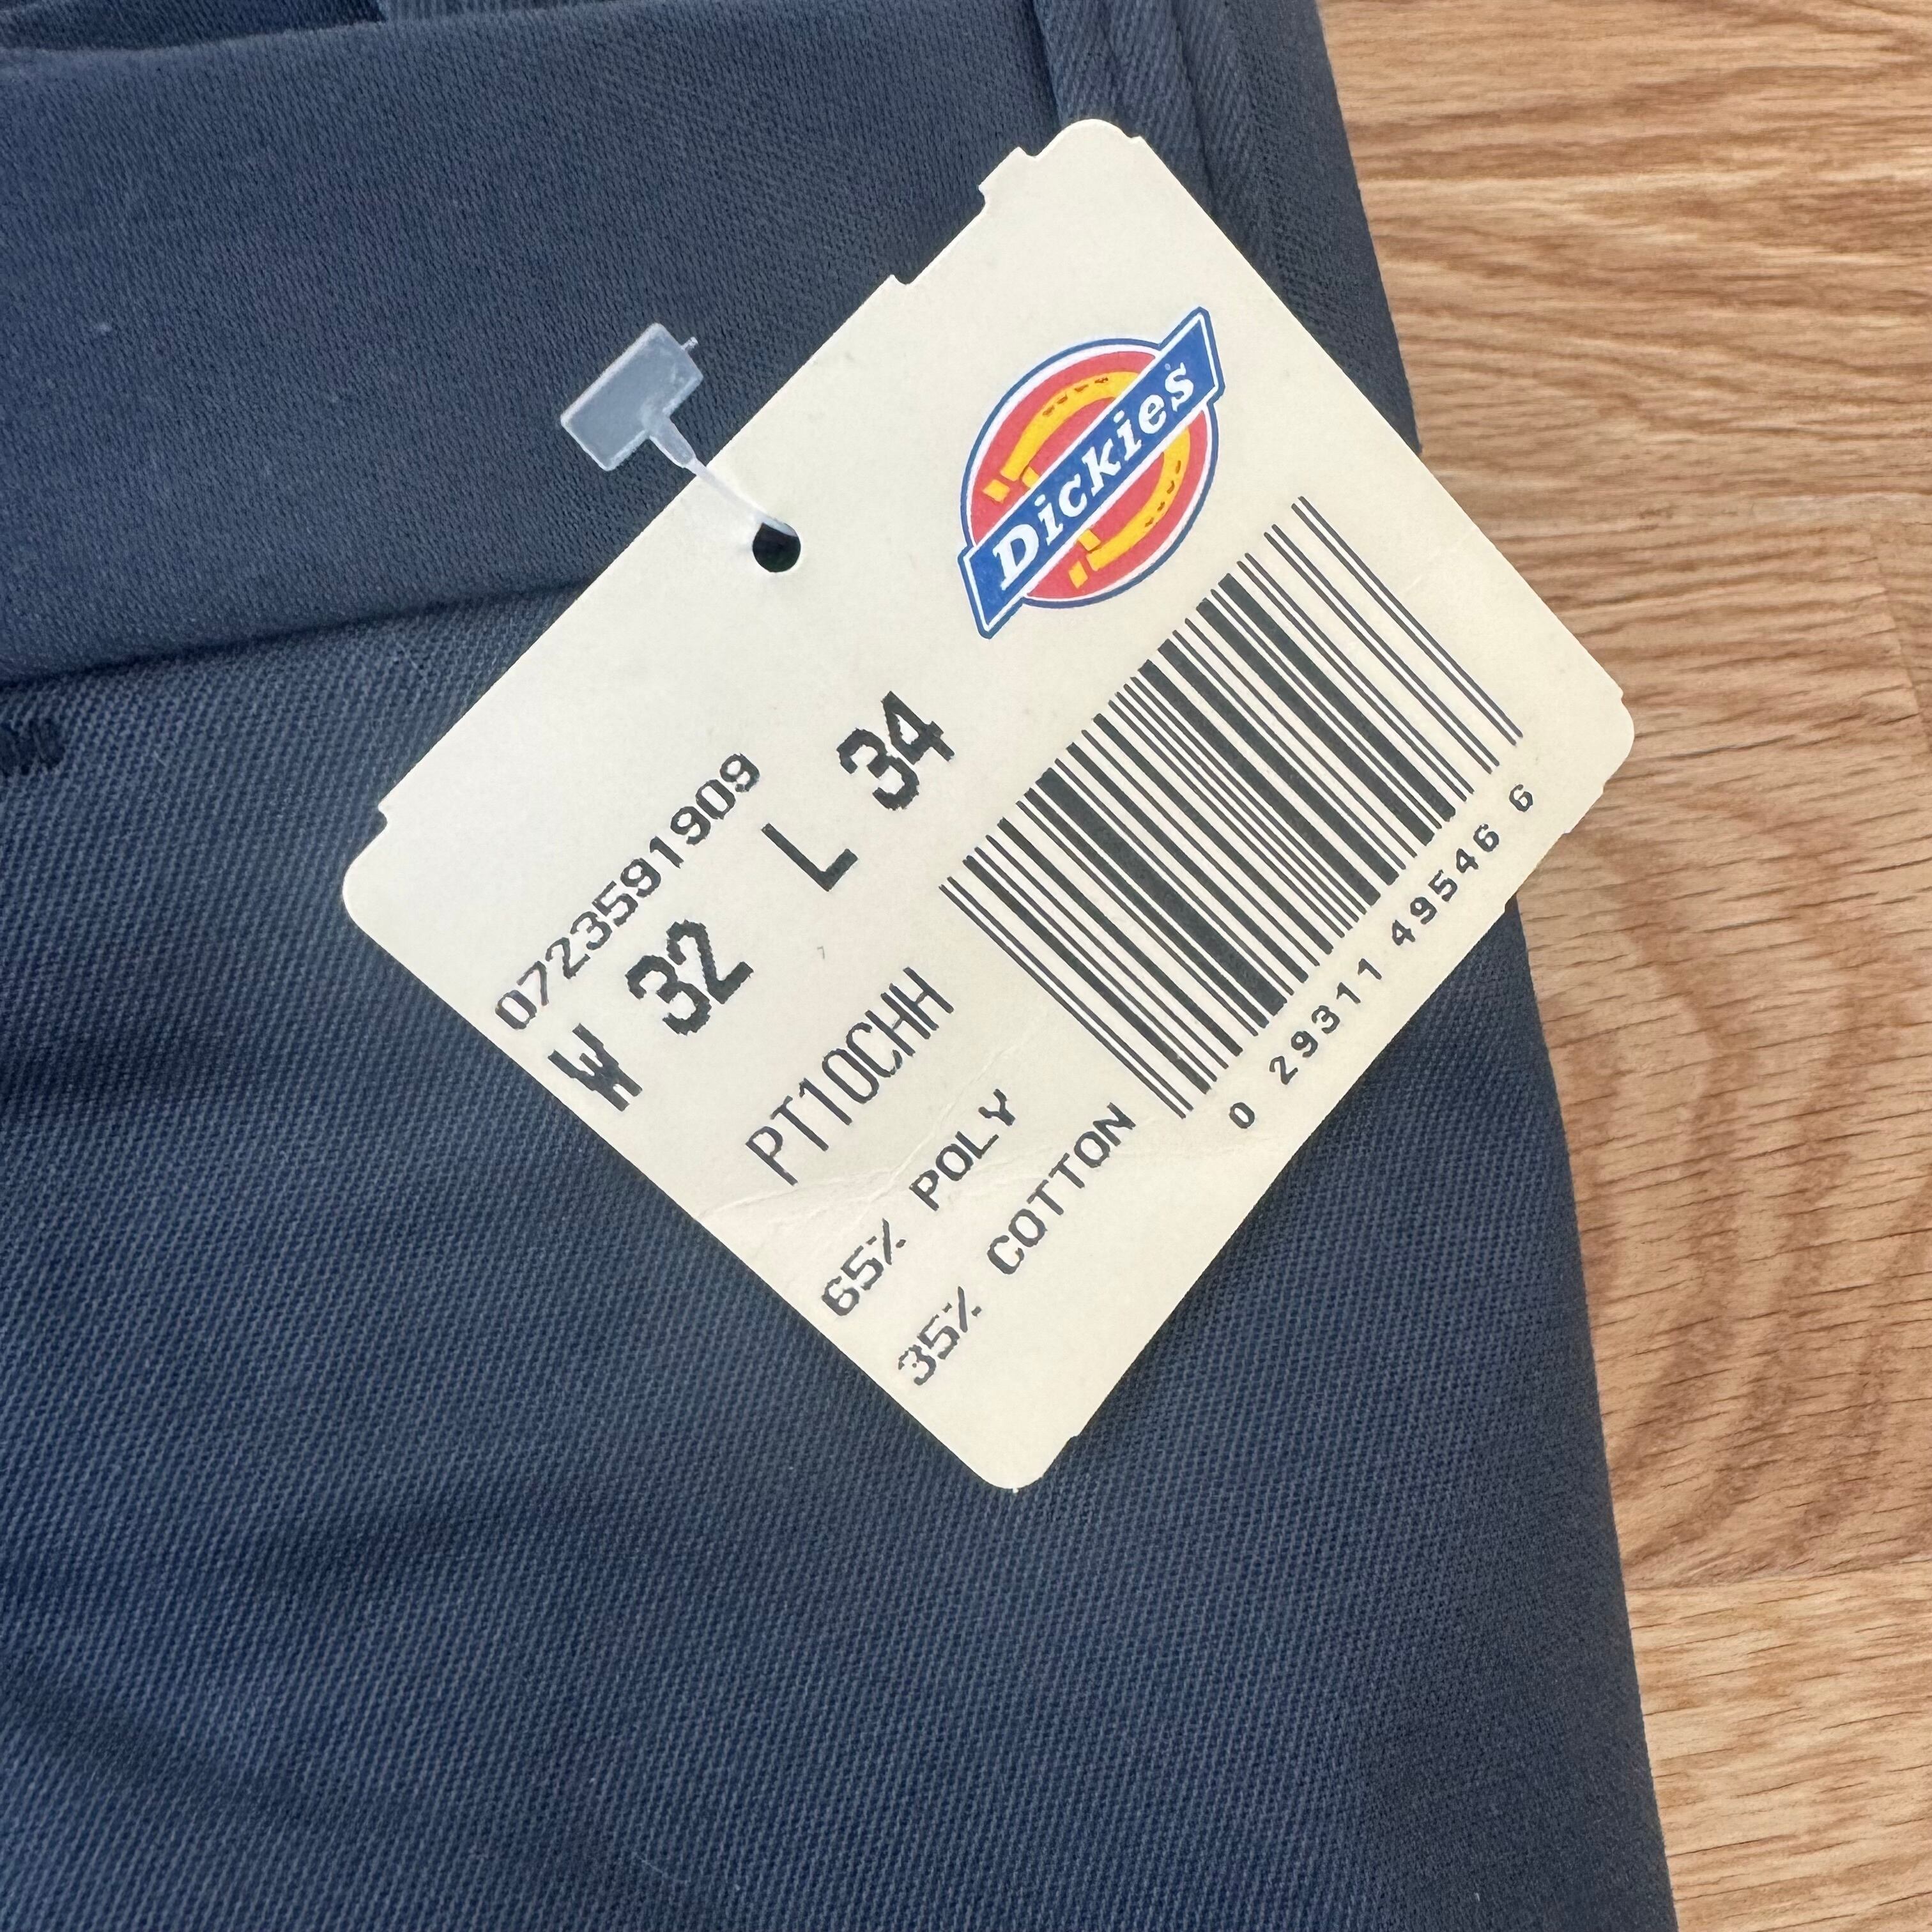 Dickies
0723591909
W 32 L 34
PT10CHH
65% POLY
35% COTTON
0 29311 49546 6